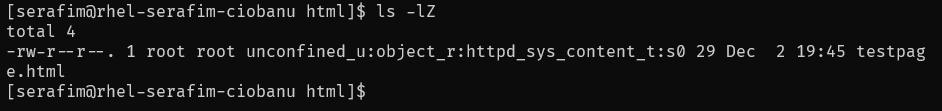 [serafim@rhel-serafim-ciobanu html]$ ls -lZ
total 4
-rw-r--r--. 1 root root unconfined_u:object_r:httpd_sys_content_t:s0 29 Dec  2 19:45 testpag
e.html
[serafim@rhel-serafim-ciobanu html]$